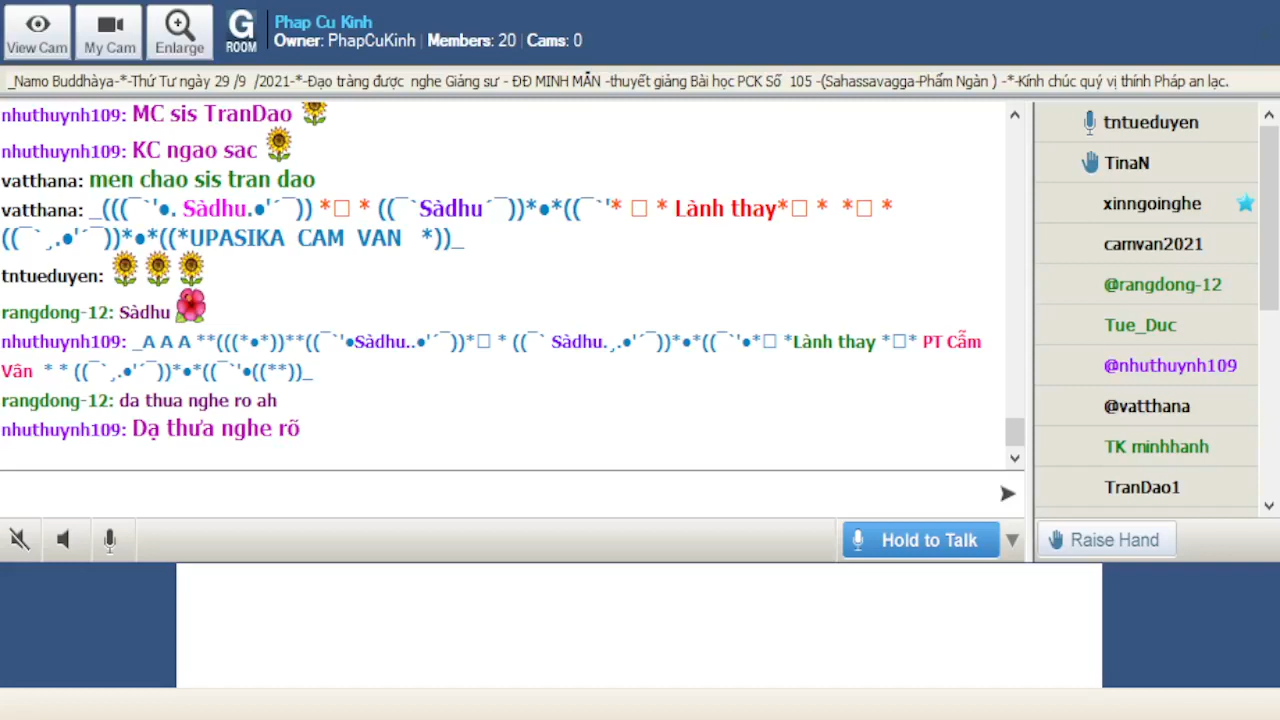 View Cam
My Cam
Enlarge
G
ROOM
Phap Cu Kinh
Owner: PhapCuKinh | Members: 20 | Cams: 0
_Namo Buddhàya-*-Thứ Tư ngày 29 /9 /2021-*-Đạo tràng được nghe Giảng sư - ĐĐ MINH MẪN -thuyết giảng Bài học PCK Số 105 -(Sahassavagga-Phẩm Ngàn ) -*-Kính chúc quý vị thính Pháp an lạc.
nhuthuynh109: MC sis TranDao
nhuthuynh109: KC ngao sac
vatthana: men chao sis tran dao
vatthana: _(((¯`'•. Sàdhu.•'´¯)) *□ * ((¯`Sàdhu´¯))*•*((¯`'* □ * Lành thay*□ * *□ *
((¯`¸.•'´¯))*•*((*UPASIKA CAM VAN *))_
tntueduyen:
rangdong-12: Sàdhu
nhuthuynh109: _A A A **(((*•*))**((¯`'•Sàdhu..•'´¯))*□ * ((¯` Sàdhu.¸.•'´¯))*•*((¯`'•*□ *Lành thay *□* PT Cẩm
Vân * * ((¯`¸.•'´¯))*•*((¯`'•((**))_
rangdong-12: da thua nghe ro ah
nhuthuynh109: Dạ thưa nghe rõ
Hold to Talk
tntueduyen
TinaN
xinngoinghe
camvan2021
@rangdong-12
Tue_Duc
@nhuthuynh109
@vatthana
TK minhhanh
TranDao1
Raise Hand